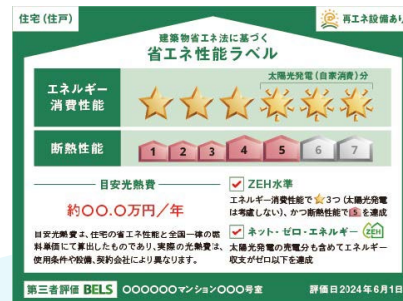 住宅（住戸）
再エネ設備あり
建築物省エネ法に基づく
省エネ性能ラベル
エネルギー
消費性能
太陽光発電（自家消費）分
断熱性能
1 2 3 4 5 6 7
目安光熱費
約〇〇.〇万円／年
目安光熱費は、住宅の省エネ性能と全国一律の燃
料単価にて算出したものであり、実際の光熱費は、
使用条件や設備、契約会社により異なります。
ZEH水準
エネルギー消費性能で★3つ（太陽光発電
は考慮しない）、かつ断熱性能で5を達成
ネット・ゼロ・エネルギー ZEH
太陽光発電の売電分も含めてエネルギー
収支がゼロ以下を達成
第三者評価 BELS 〇〇〇〇〇〇マンション〇〇〇号室 評価日2024年6月1日